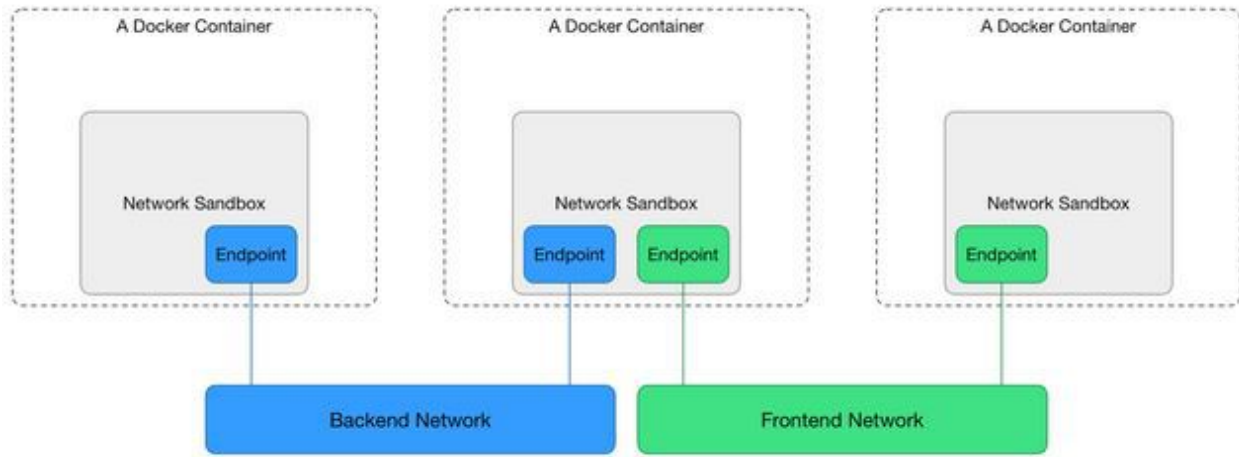 A Docker Container
A Docker Container
A Docker Container
Network Sandbox
Network Sandbox
Network Sandbox
Endpoint
Endpoint
Endpoint
Endpoint
Backend Network
Frontend Network